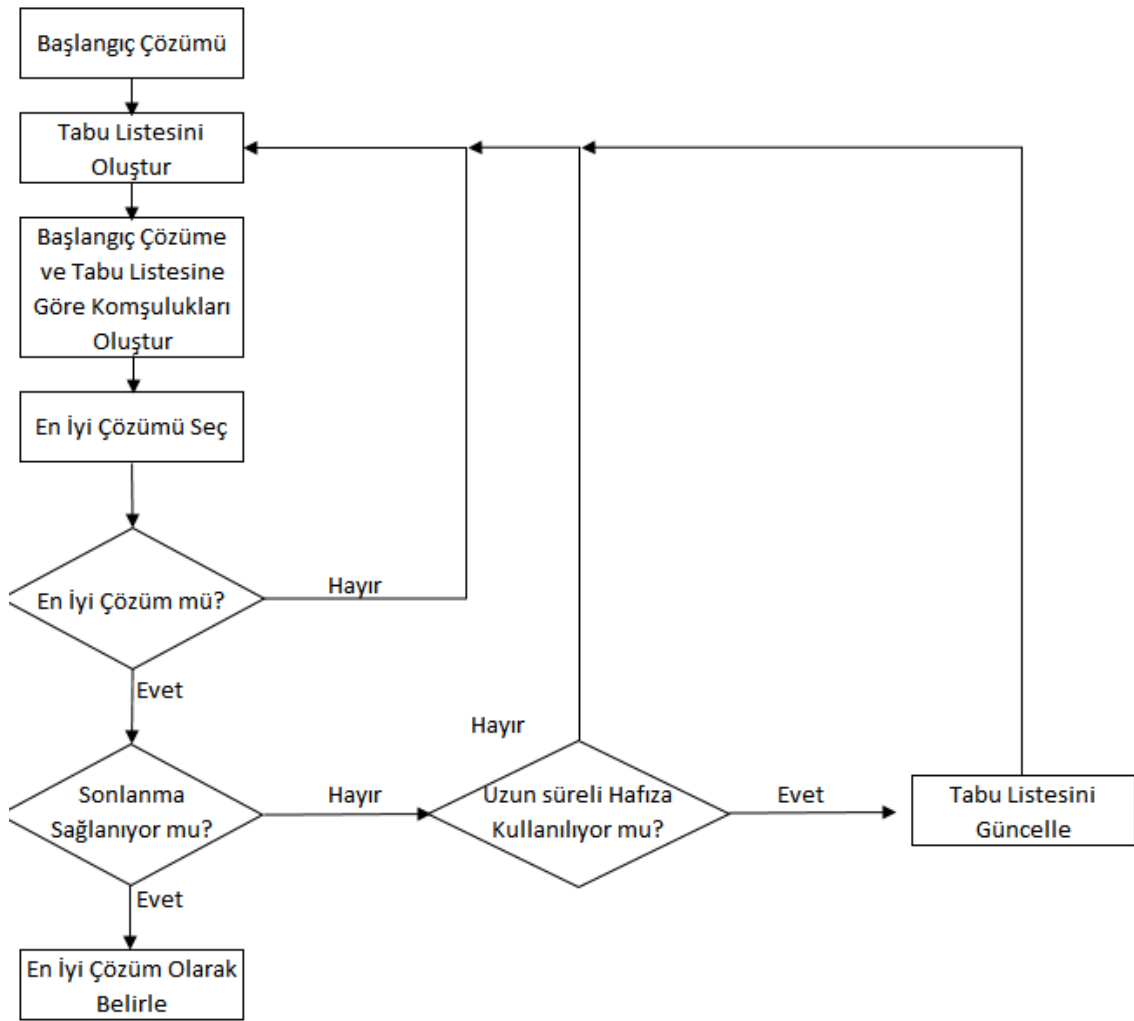 Başlangıç Çözümü
Tabu Listesini
Oluştur
Başlangıç Çözüme
ve Tabu Listesine
Göre Komşulukları
Oluştur
En İyi Çözümü Seç
En İyi Çözüm mü?
Hayır
Evet
Sonlanma
Sağlanıyor mu?
Hayır
Hayır
Uzun süreli Hafıza
Kullanılıyor mu?
Evet
Tabu Listesini
Güncelle
Evet
En İyi Çözüm Olarak
Belirle